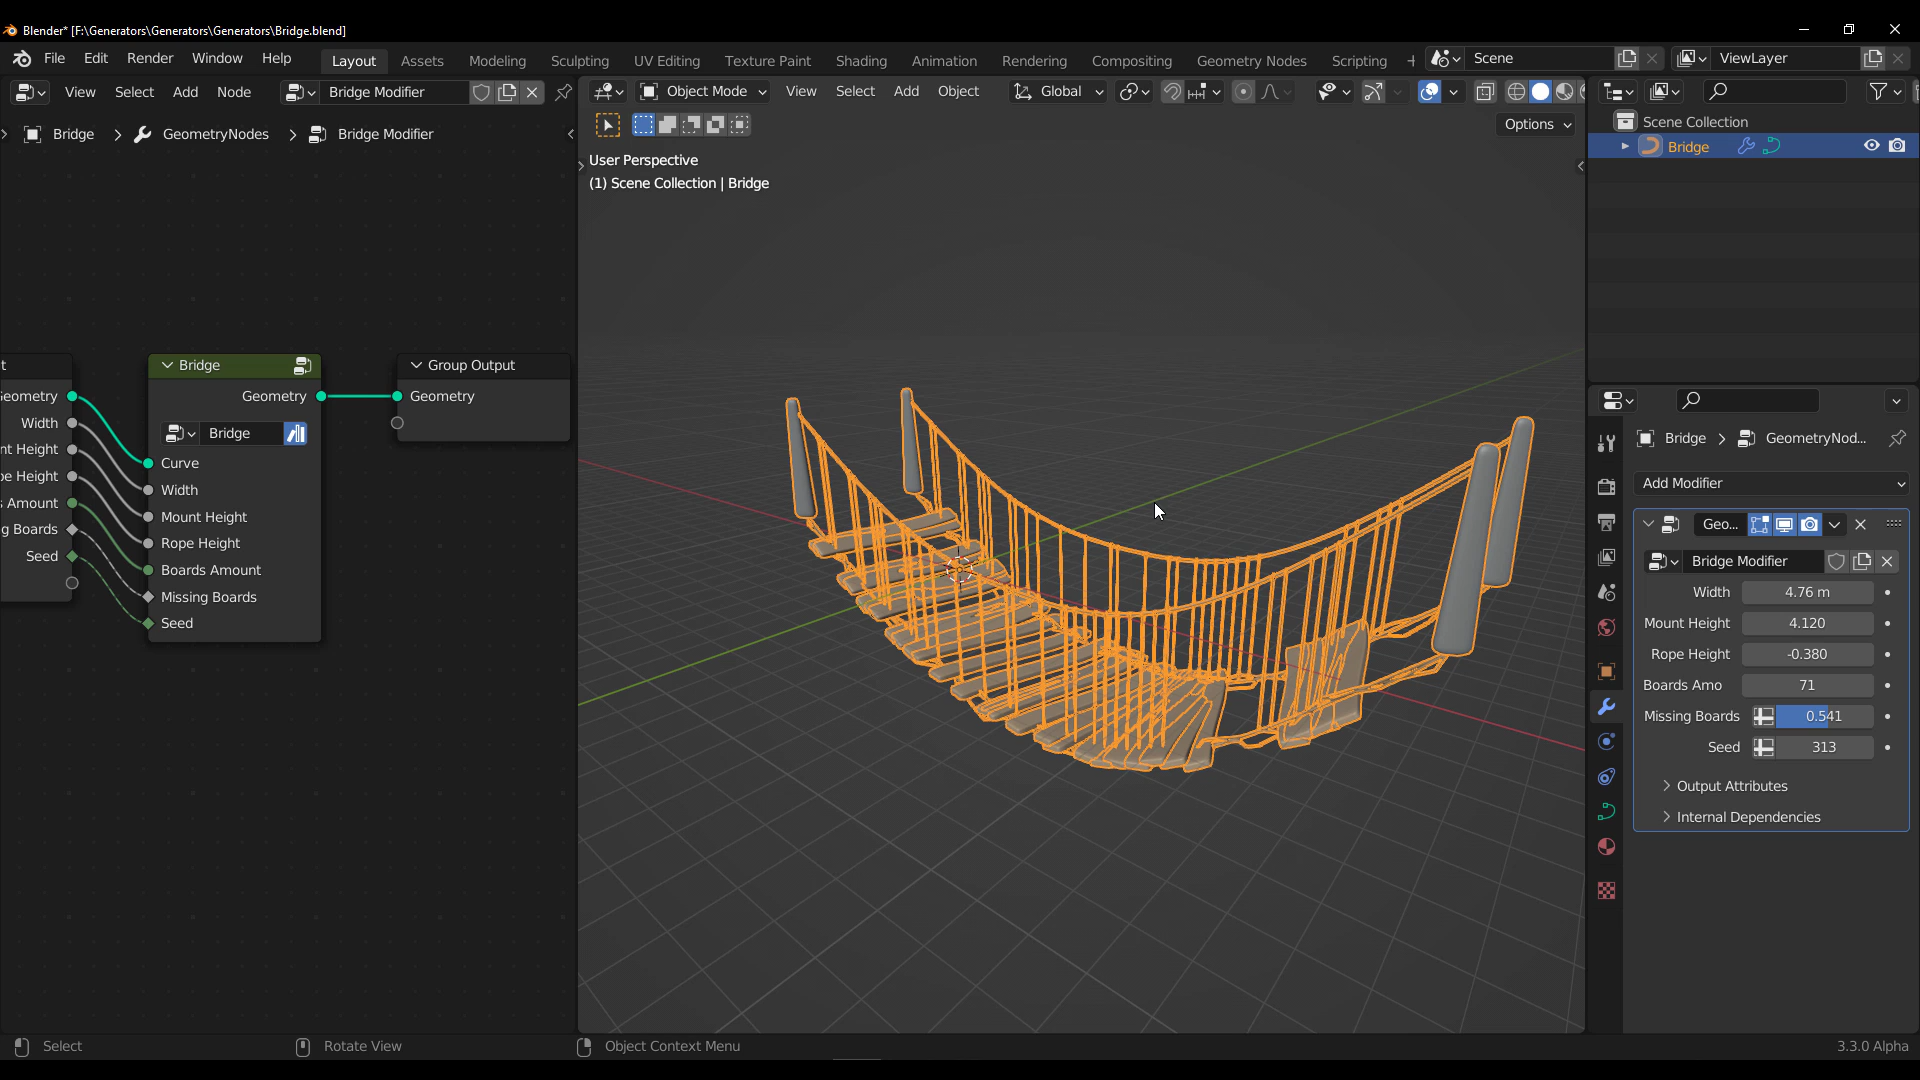 Blender* [F:\Generators\Generators\Generators\Bridge.blend]
File Edit Render Window Help
Layout Assets Modeling Sculpting UV Editing Texture Paint Shading Animation Rendering Compositing Geometry Nodes Scripting +
Scene
ViewLayer
View Select Add Node
Bridge Modifier
Object Mode
View Select Add Object
Global
Bridge > GeometryNodes > Bridge Modifier
Options
User Perspective
(1) Scene Collection | Bridge
Scene Collection
Bridge
t
Geometry
Width
nt Height
pe Height
s Amount
g Boards
Seed
Bridge
Geometry
Bridge
Curve
Width
Mount Height
Rope Height
Boards Amount
Missing Boards
Seed
Group Output
Geometry
Bridge > GeometryNod...
Add Modifier
Geo...
Bridge Modifier
Width 4.76 m
Mount Height 4.120
Rope Height -0.380
Boards Amo 71
Missing Boards 0.541
Seed 313
Output Attributes
Internal Dependencies
Select
Rotate View
Object Context Menu
3.3.0 Alpha